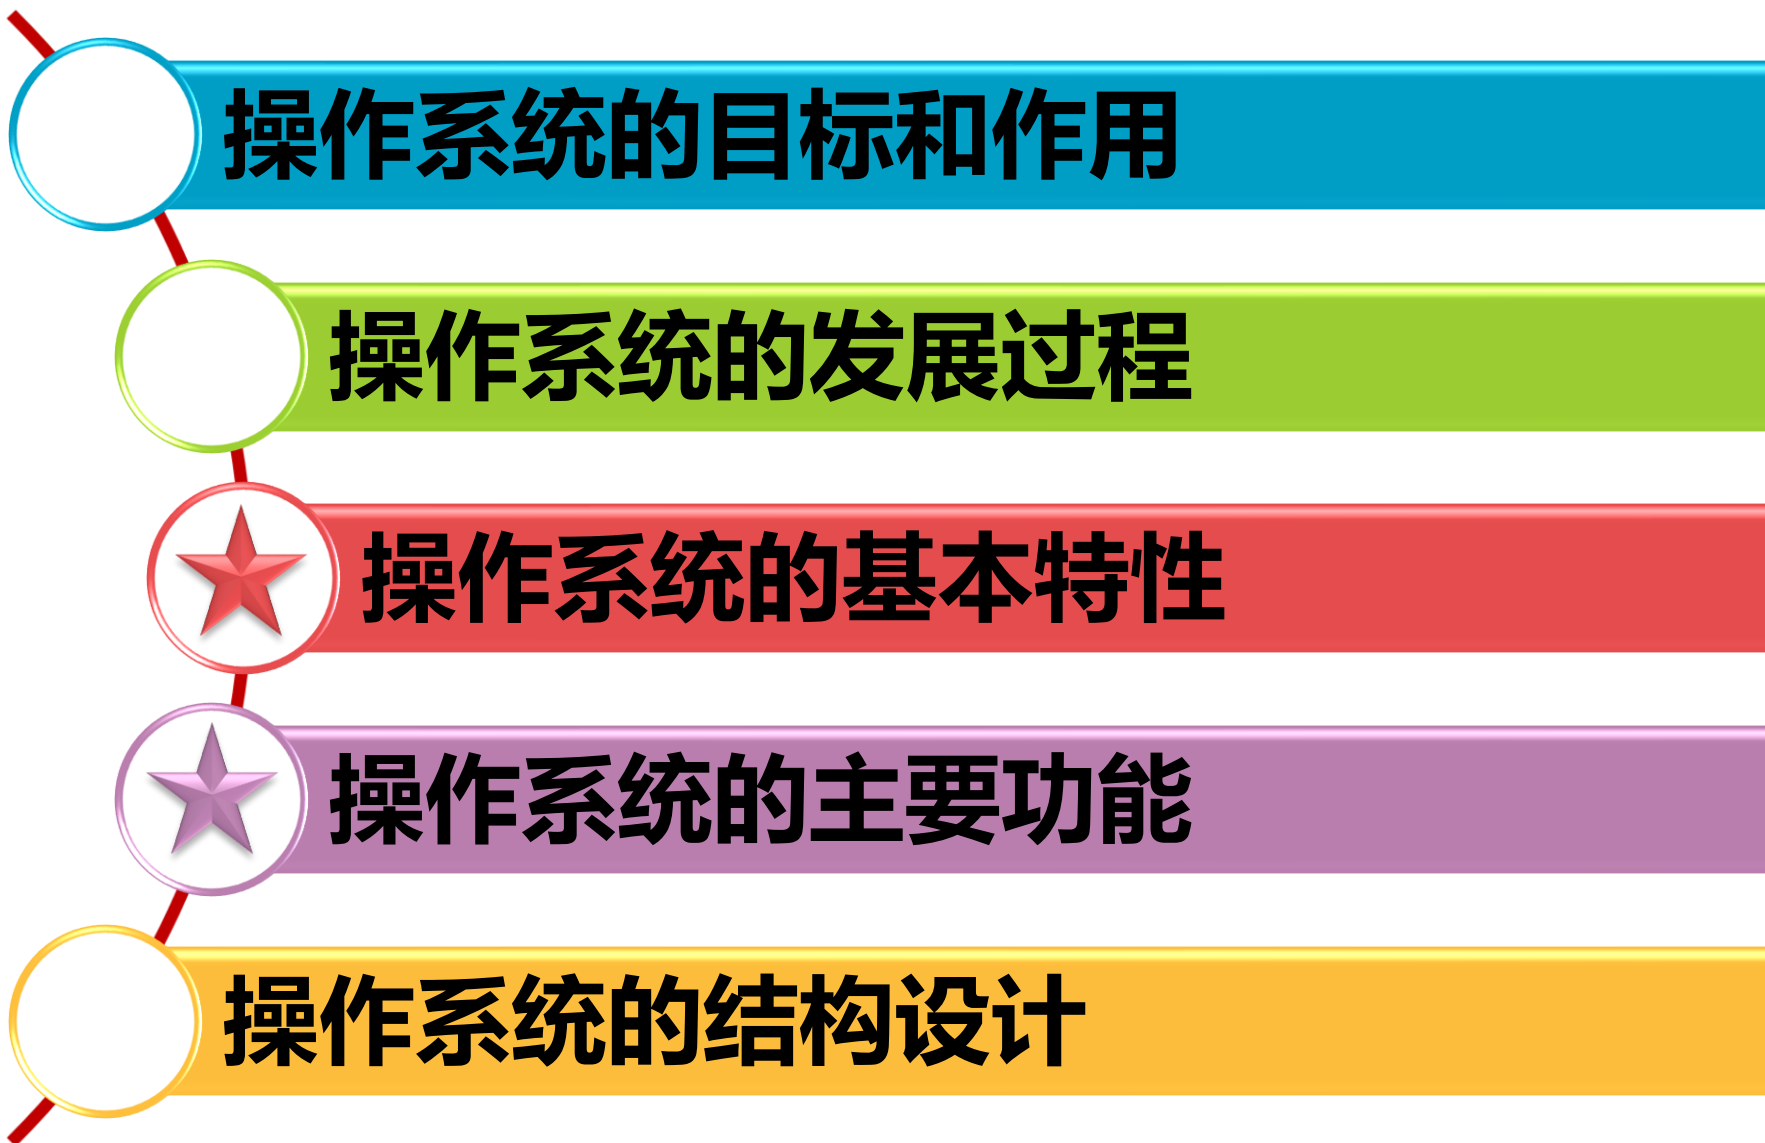 操作系统的目标和作用
操作系统的发展过程
操作系统的基本特性
操作系统的主要功能
操作系统的结构设计